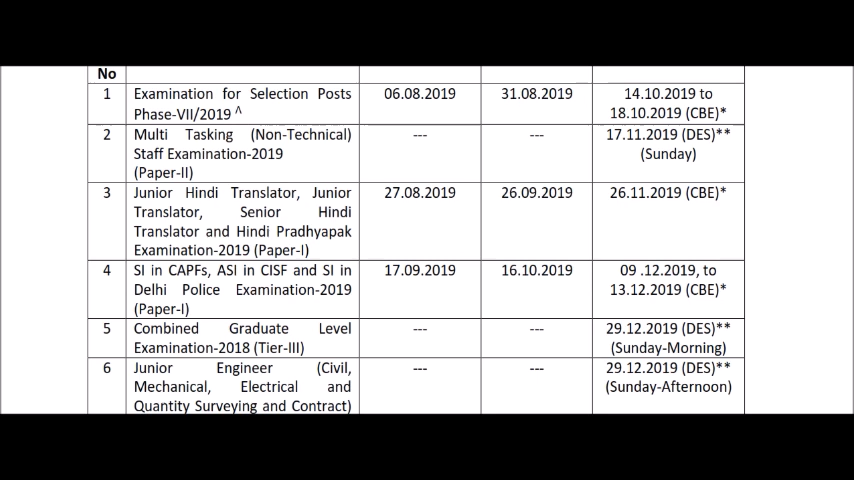 No
1 Examination for Selection Posts 06.08.2019 31.08.2019 14.10.2019 to
Phase-VII/2019 ^ 18.10.2019 (CBE)*
2 Multi Tasking (Non-Technical) --- --- 17.11.2019 (DES)**
Staff Examination-2019 (Sunday)
(Paper-II)
3 Junior Hindi Translator, Junior 27.08.2019 26.09.2019 26.11.2019 (CBE)*
Translator, Senior Hindi
Translator and Hindi Pradhyapak
Examination-2019 (Paper-I)
4 SI in CAPFs, ASI in CISF and SI in 17.09.2019 16.10.2019 09 .12.2019, to
Delhi Police Examination-2019 13.12.2019 (CBE)*
(Paper-I)
5 Combined Graduate Level --- --- 29.12.2019 (DES)**
Examination-2018 (Tier-III) (Sunday-Morning)
6 Junior Engineer (Civil, --- --- 29.12.2019 (DES)**
Mechanical, Electrical and (Sunday-Afternoon)
Quantity Surveying and Contract)